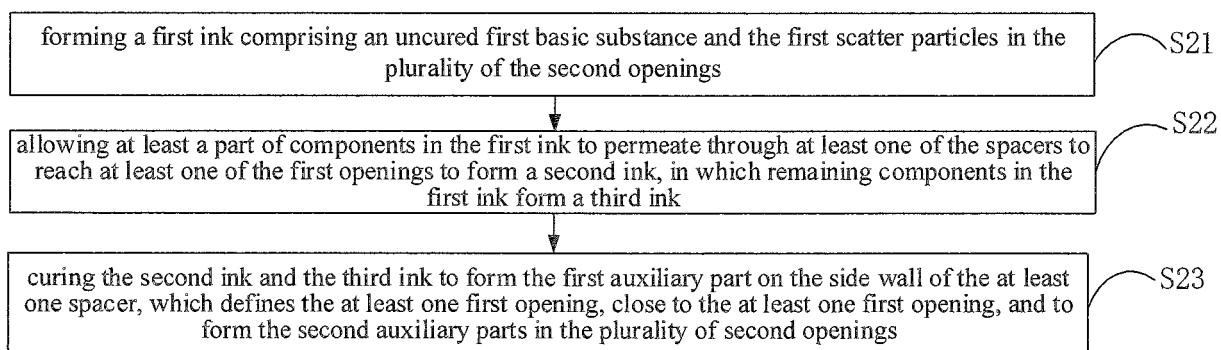 forming a first ink comprising an uncured first basic substance and the first scatter particles in the
plurality of the second openings
S21
allowing at least a part of components in the first ink to permeate through at least one of the spacers to
reach at least one of the first openings to form a second ink, in which remaining components in the
first ink form a third ink
S22
curing the second ink and the third ink to form the first auxiliary part on the side wall of the at least
one spacer, which defines the at least one first opening, close to the at least one first opening, and to
form the second auxiliary parts in the plurality of second openings
S23